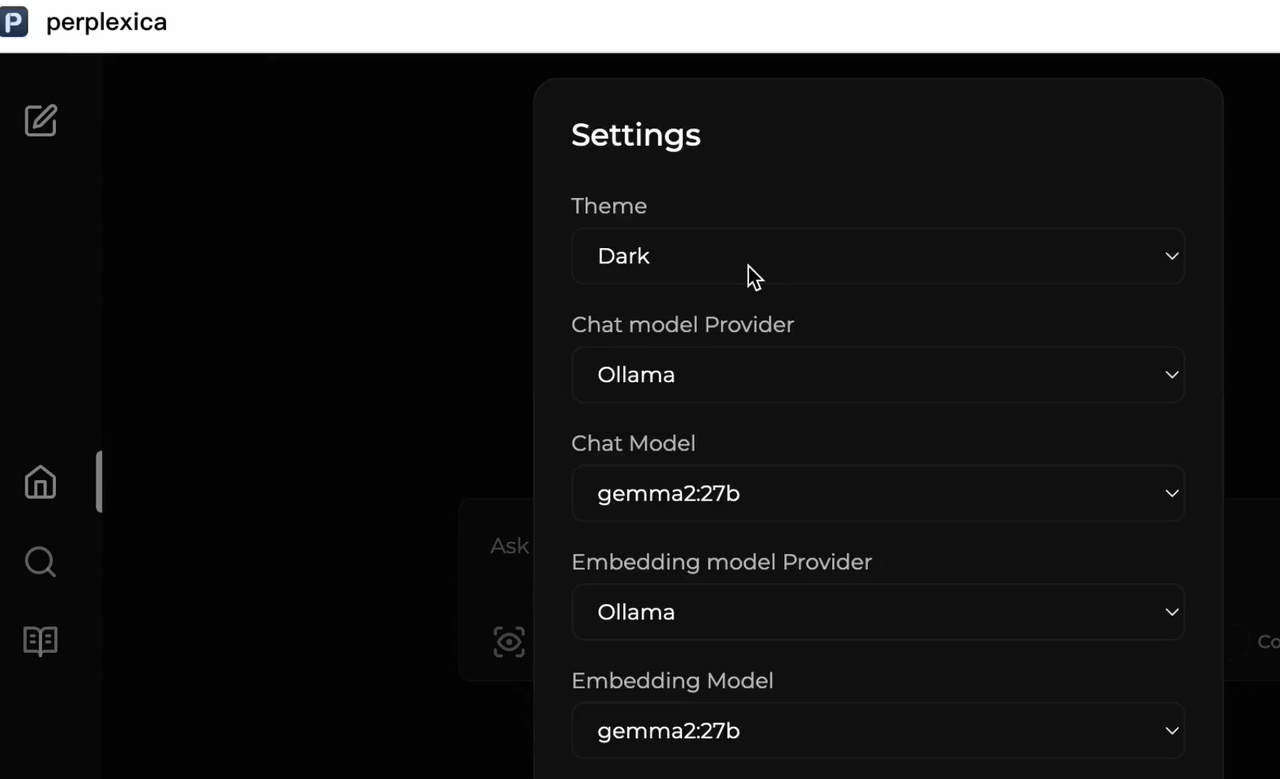 perplexica
Settings
Theme
Dark
Chat model Provider
Ollama
Chat Model
gemma2:27b
Ask
Embedding model Provider
Ollama
Co
Embedding Model
gemma2:27b